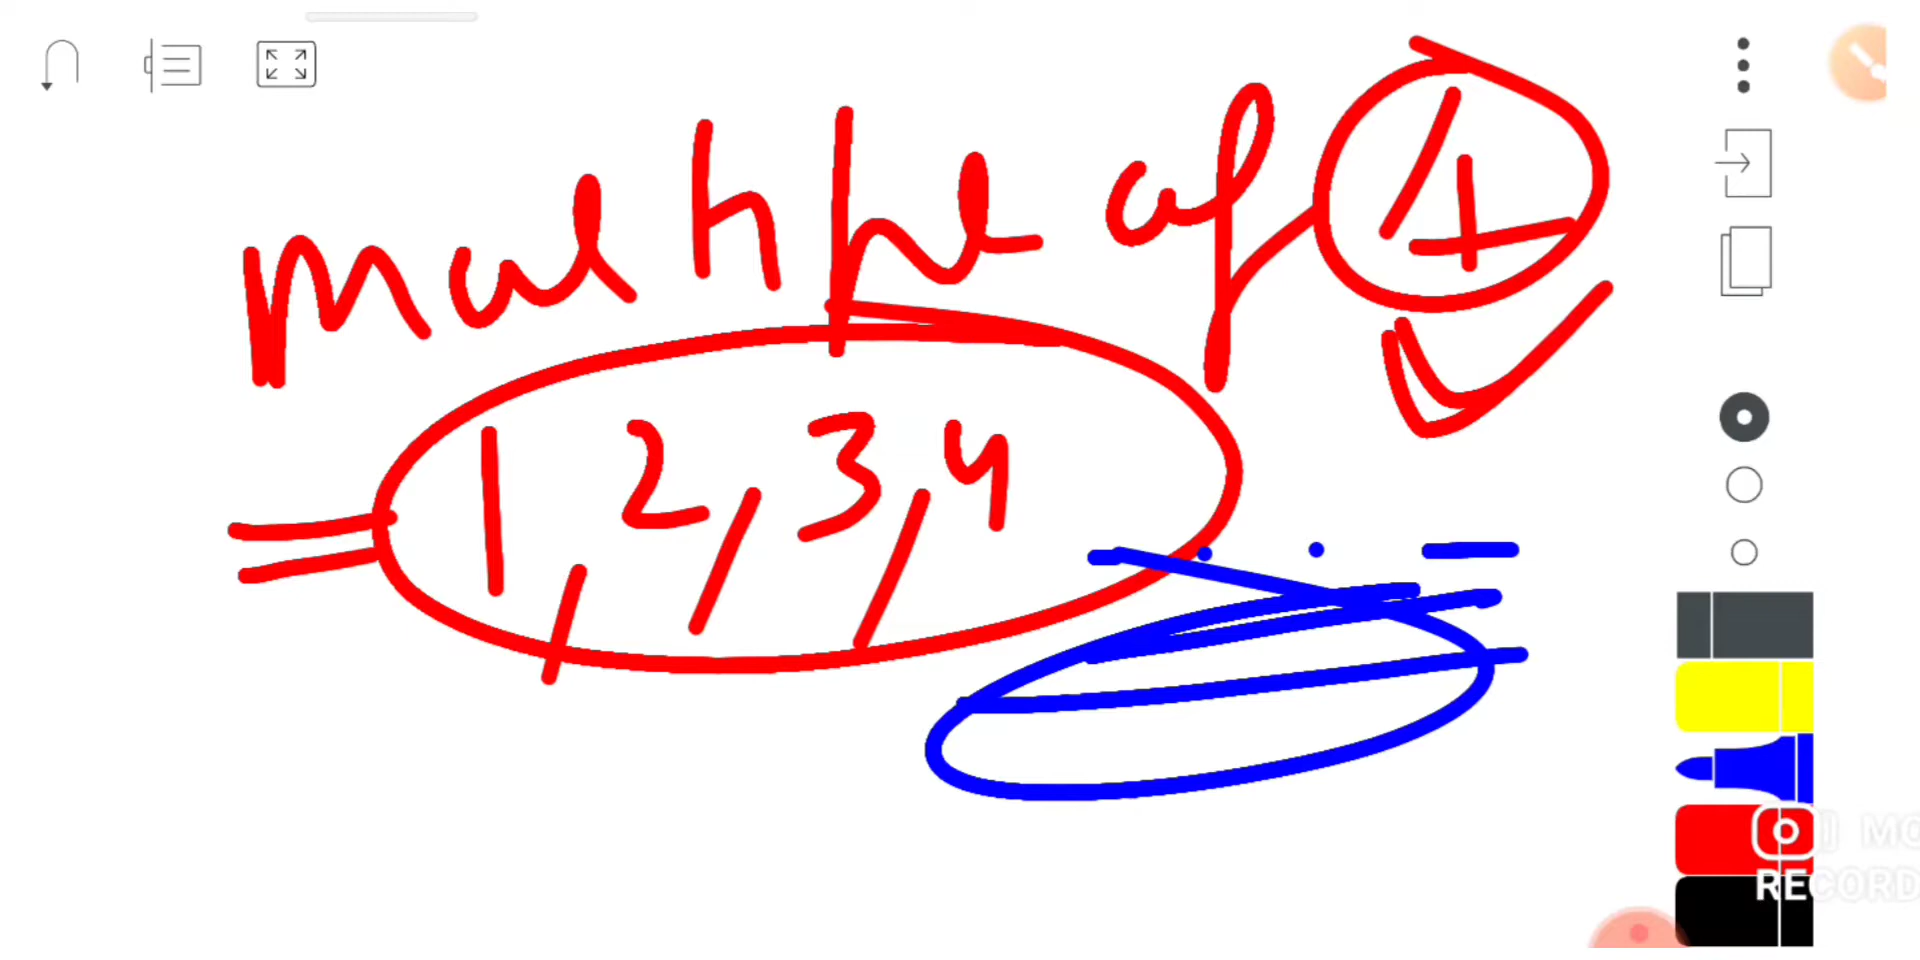 multiple of 1
= 1, 2, 3, 4 . . –
RECORD